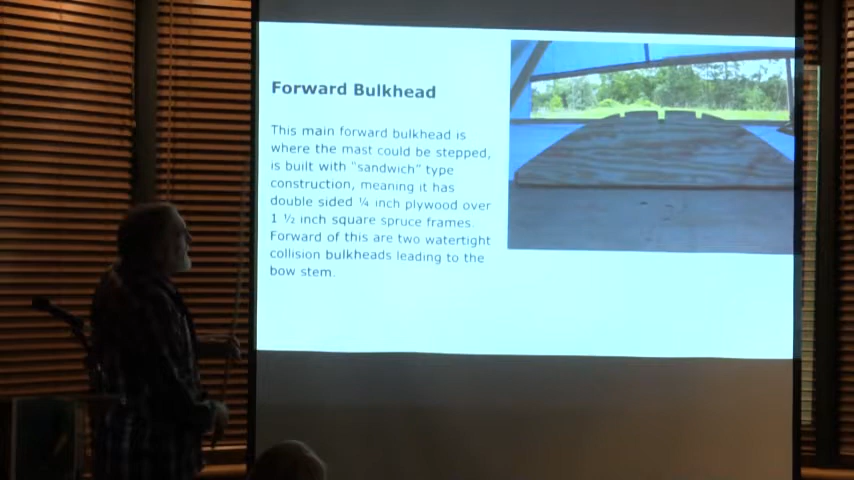 Forward Bulkhead
This main forward bulkhead is
where the mast could be stepped,
is built with "sandwich" type
construction, meaning it has
double sided ¼ inch plywood over
1 ½ inch square spruce frames.
Forward of this are two watertight
collision bulkheads leading to the
bow stem.